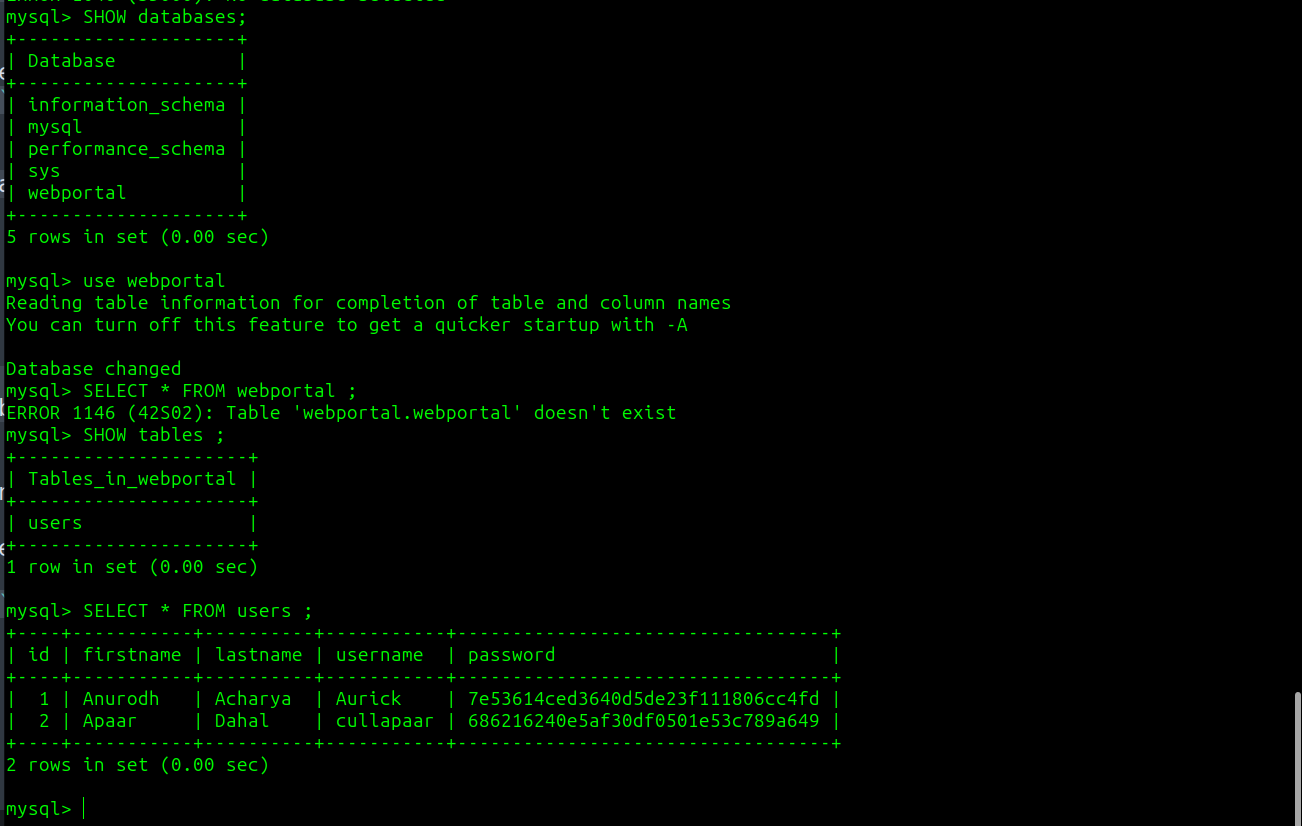 mysql> SHOW databases;
+--------------------+
| Database           |
+--------------------+
| information_schema |
| mysql              |
| performance_schema |
| sys                |
| webportal          |
+--------------------+
5 rows in set (0.00 sec)
mysql> use webportal
Reading table information for completion of table and column names
You can turn off this feature to get a quicker startup with -A
Database changed
mysql> SELECT * FROM webportal ;
ERROR 1146 (42S02): Table 'webportal.webportal' doesn't exist
mysql> SHOW tables ;
+---------------------+
| Tables_in_webportal |
+---------------------+
| users               |
+---------------------+
1 row in set (0.00 sec)
mysql> SELECT * FROM users ;
+----+-----------+----------+-----------+----------------------------------+
| id | firstname | lastname | username  | password                         |
+----+-----------+----------+-----------+----------------------------------+
|  1 | Anurodh   | Acharya  | Aurick    | 7e53614ced3640d5de23f111806cc4fd |
|  2 | Apaar     | Dahal    | cullapaar | 686216240e5af30df0501e53c789a649 |
+----+-----------+----------+-----------+----------------------------------+
2 rows in set (0.00 sec)
mysql>